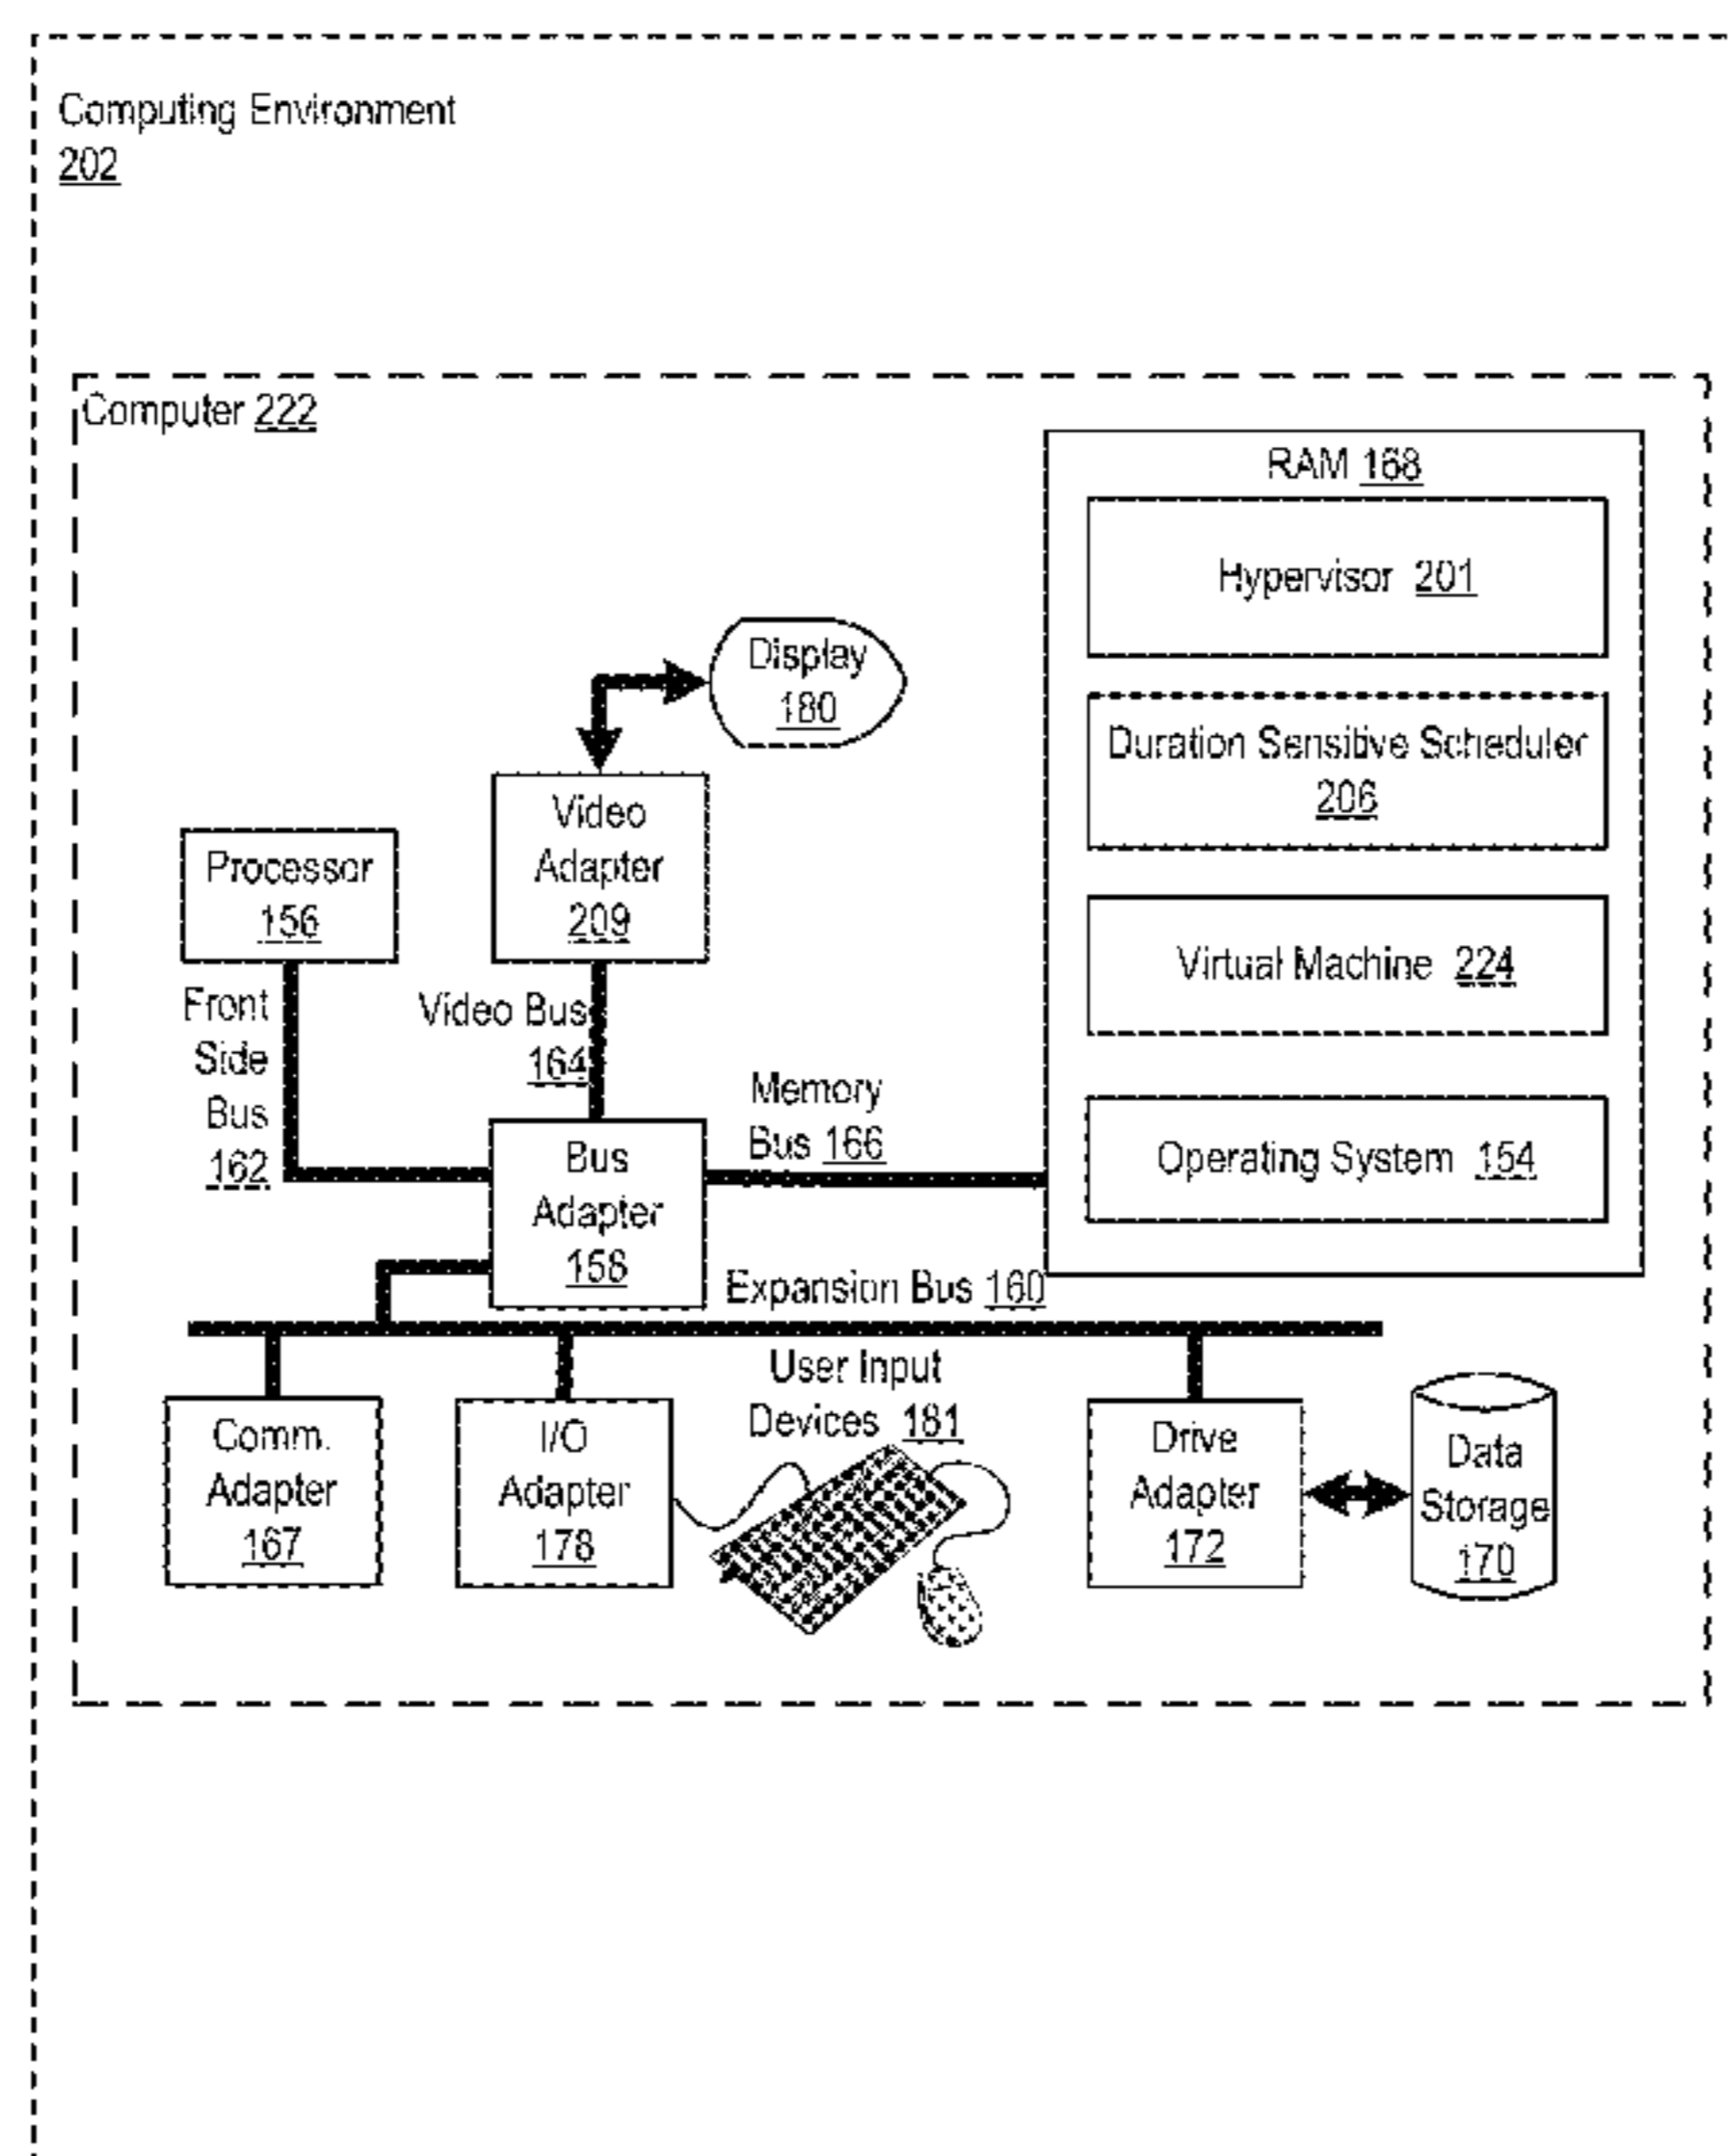 Computing Environment
202
Computer 222
RAM 168
Hypervisor 201
Display
180
Duration Sensitive Scheduler
206
Video
Adapter
209
Processor
156
Virtual Machine 224
Front
Side
Bus
162
Video Bus
164
Memory
Bus 166
Operating System 154
Bus
Adapter
158
Expansion Bus 160
User Input
Devices 181
Comm.
Adapter
167
I/O
Adapter
178
Drive
Adapter
172
Data
Storage
170